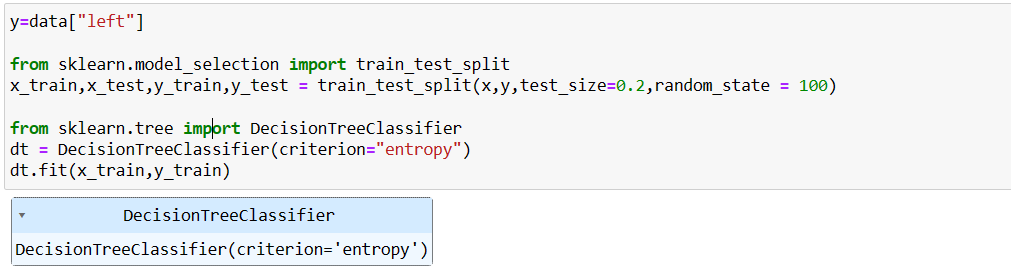 y=data["left"]
from sklearn.model_selection import train_test_split
x_train,x_test,y_train,y_test = train_test_split(x,y,test_size=0.2,random_state = 100)
from sklearn.tree import DecisionTreeClassifier
dt = DecisionTreeClassifier(criterion="entropy")
dt.fit(x_train,y_train)
DecisionTreeClassifier
DecisionTreeClassifier(criterion='entropy')